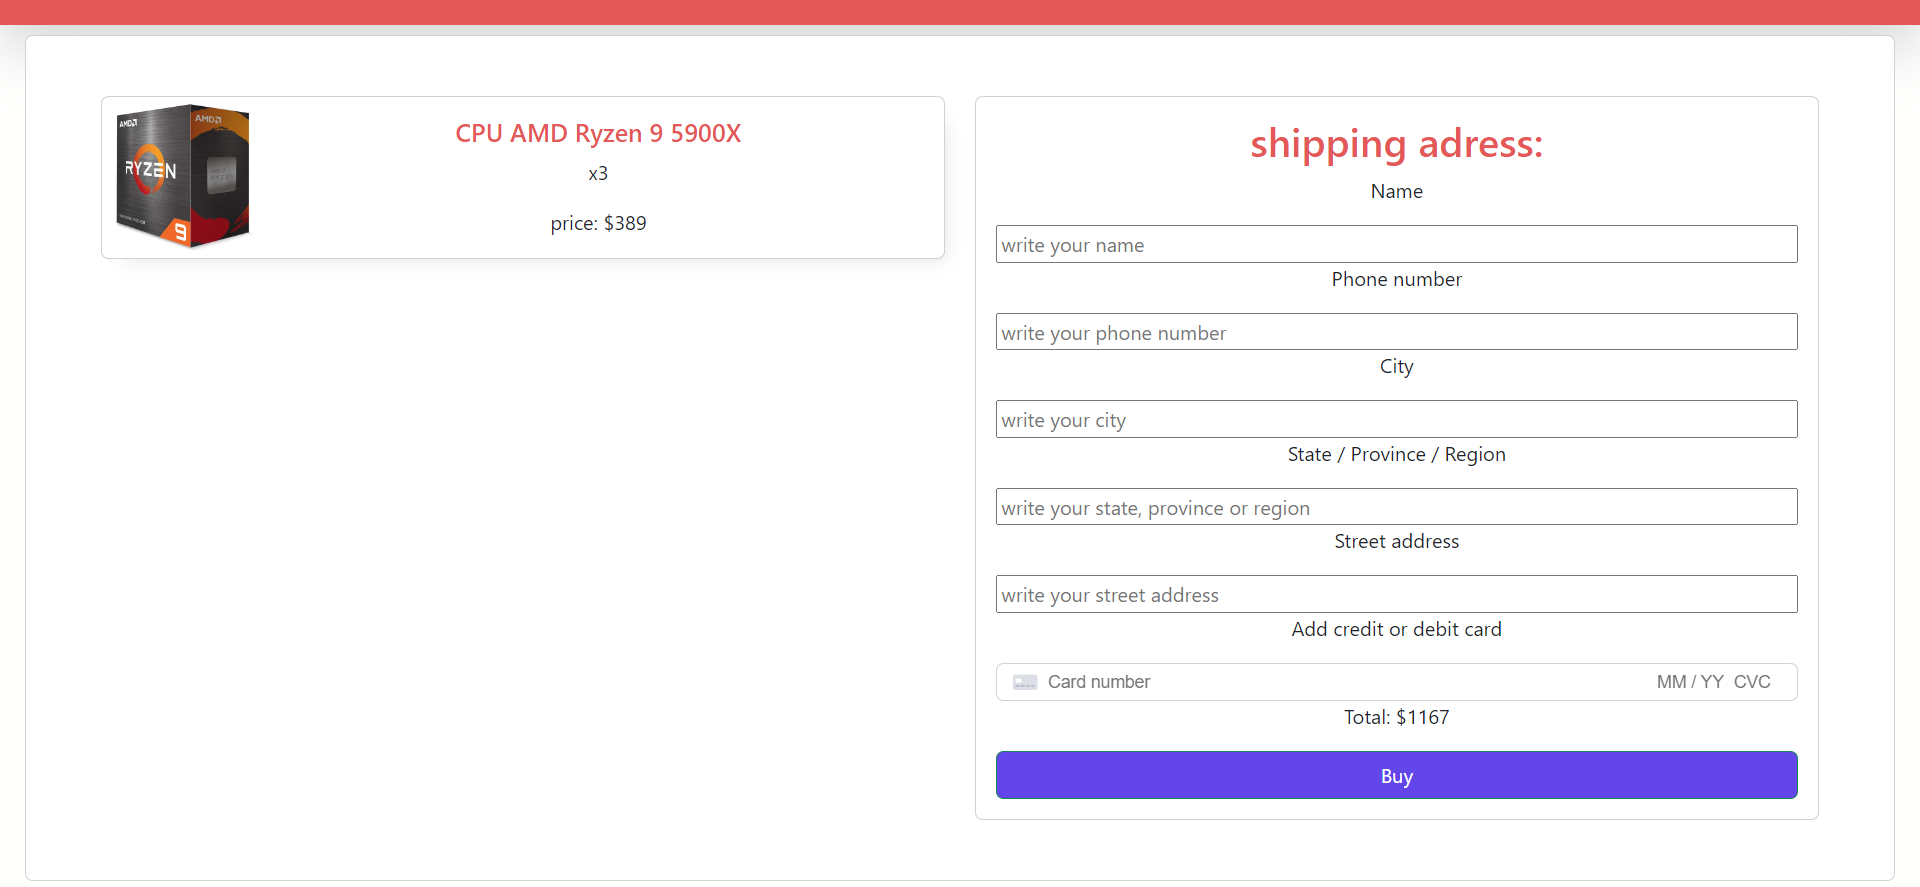 AMD
AMD
RYZEN
9
CPU AMD Ryzen 9 5900X
x3
price: $389
shipping adress:
Name
write your name
Phone number
write your phone number
City
write your city
State / Province / Region
write your state, province or region
Street address
write your street address
Add credit or debit card
Card number MM / YY CVC
Total: $1167
Buy